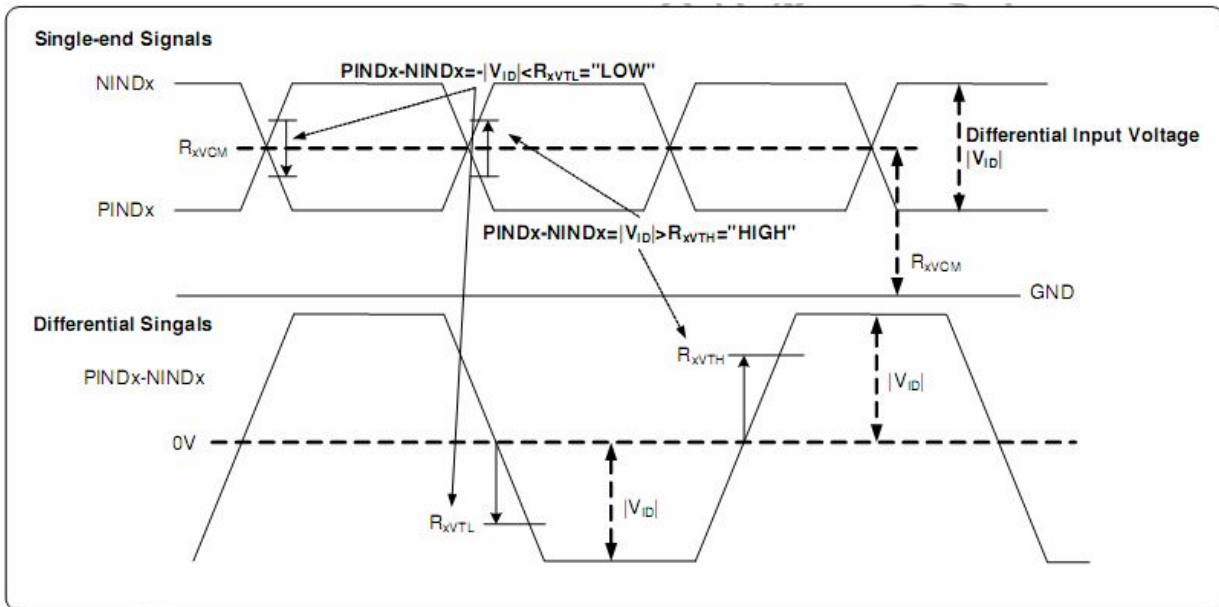 Single-end Signals
PINDx-NINDx=-|VID|<RxVTL="LOW"
NINDx
RxVCM
Differential Input Voltage
|VID|
PINDx
PINDx-NINDx=|VID|>RxVTH="HIGH"
RxVCM
GND
Differential Singals
RxVTH
PINDx-NINDx
|VID|
0V
|VID|
RxVTL